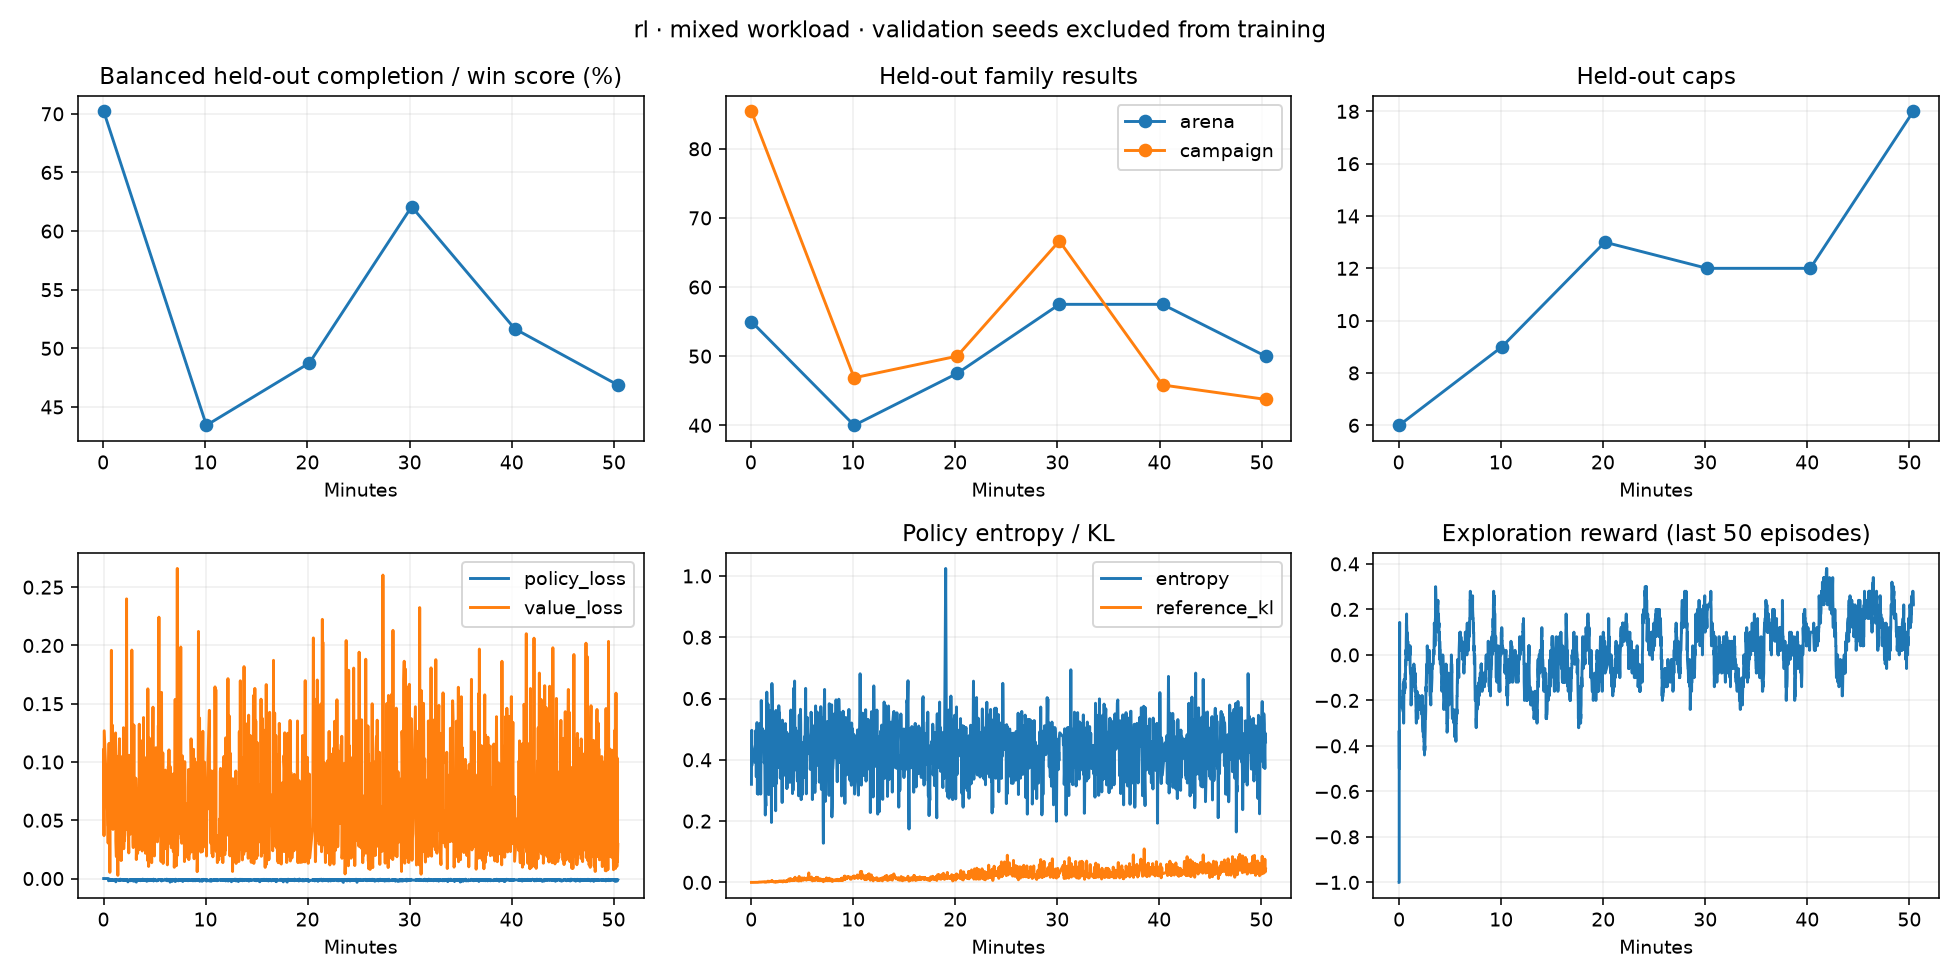 rl · mixed workload · validation seeds excluded from training
Balanced held-out completion / win score (%)
70
65
60
55
50
45
0 10 20 30 40 50
Minutes
Held-out family results
arena
campaign
80
70
60
50
40
0 10 20 30 40 50
Minutes
Held-out caps
18
16
14
12
10
8
6
0 10 20 30 40 50
Minutes
policy_loss
value_loss
0.25
0.20
0.15
0.10
0.05
0.00
0 10 20 30 40 50
Minutes
Policy entropy / KL
entropy
reference_kl
1.0
0.8
0.6
0.4
0.2
0.0
0 10 20 30 40 50
Minutes
Exploration reward (last 50 episodes)
0.4
0.2
0.0
−0.2
−0.4
−0.6
−0.8
−1.0
0 10 20 30 40 50
Minutes